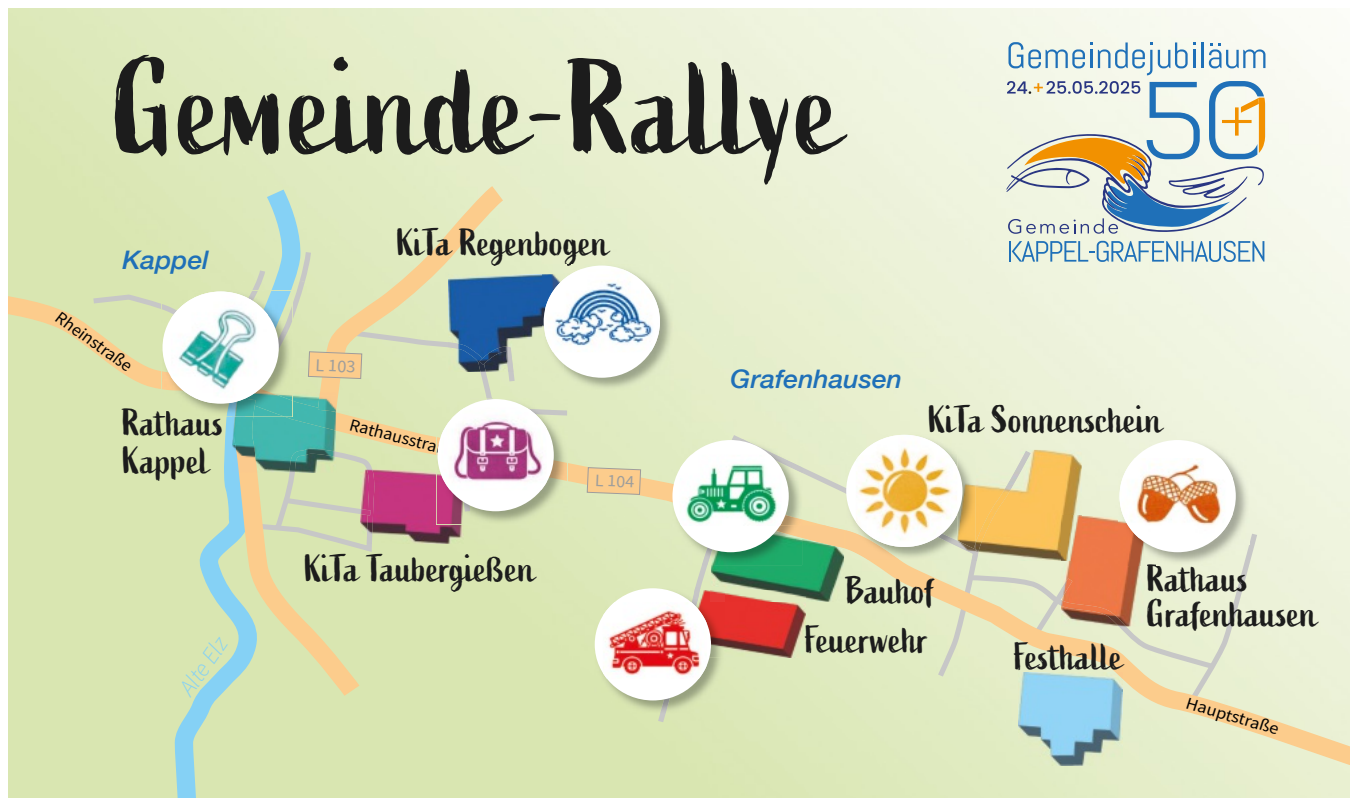 Gemeinde-Rallye
Gemeindejubiläum
24.+25.05.2025
50
+1
Gemeinde
KAPPEL-GRAFENHAUSEN
Kappel
KiTa Regenbogen
Rheinstraße
L 103
Grafenhausen
Rathaus
Kappel
Rathausstra
KiTa Sonnenschein
L 104
KiTa Taubergießen
Bauhof
Rathaus
Grafenhausen
Feuerwehr
Festhalle
Alte Elz
Hauptstraße